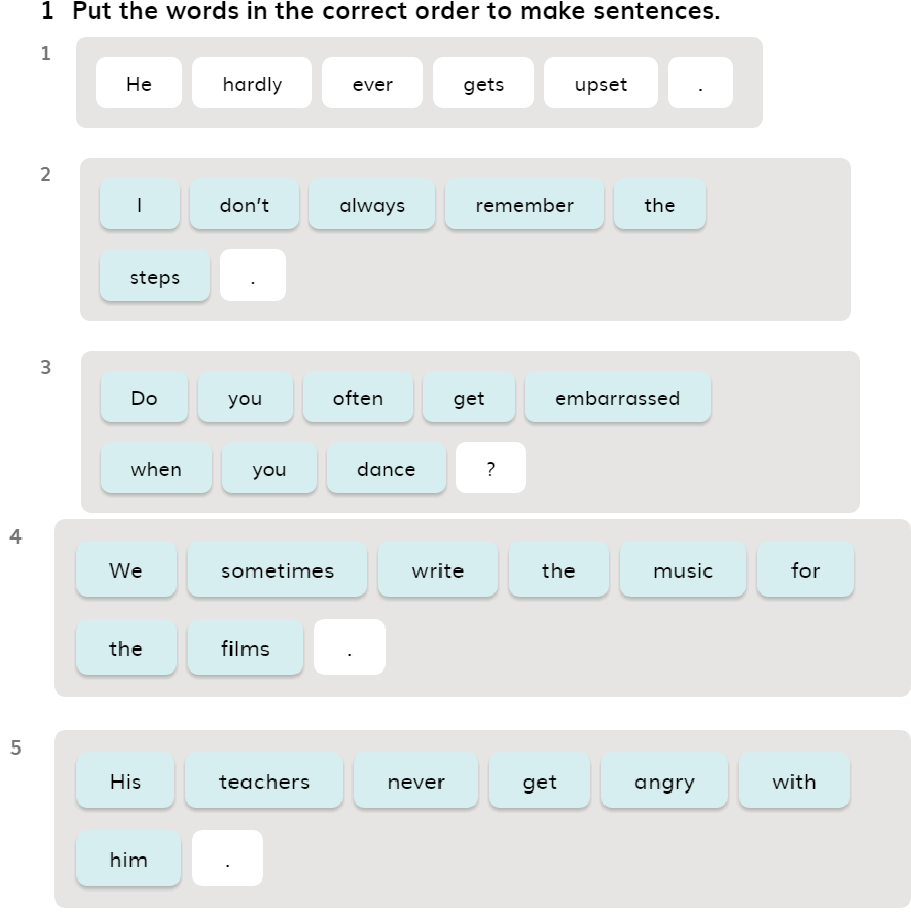 1 Put the words in the correct order to make sentences.
1
He hardly ever gets upset .
2
I don't always remember the
steps .
3
Do you often get embarrassed
when you dance ?
4
We sometimes write the music for
the films .
5
His teachers never get angry with
him .